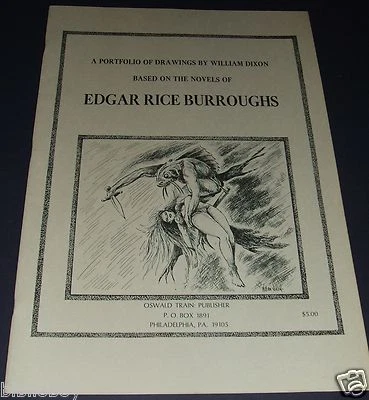 A PORTFOLIO OF DRAWINGS BY WILLIAM DIXON
BASED ON THE NOVELS OF
EDGAR RICE BURROUGHS
OSWALD TRAIN: PUBLISHER
P. O. BOX 1891
PHILADELPHIA, PA. 19105
$5.00
biblioboy